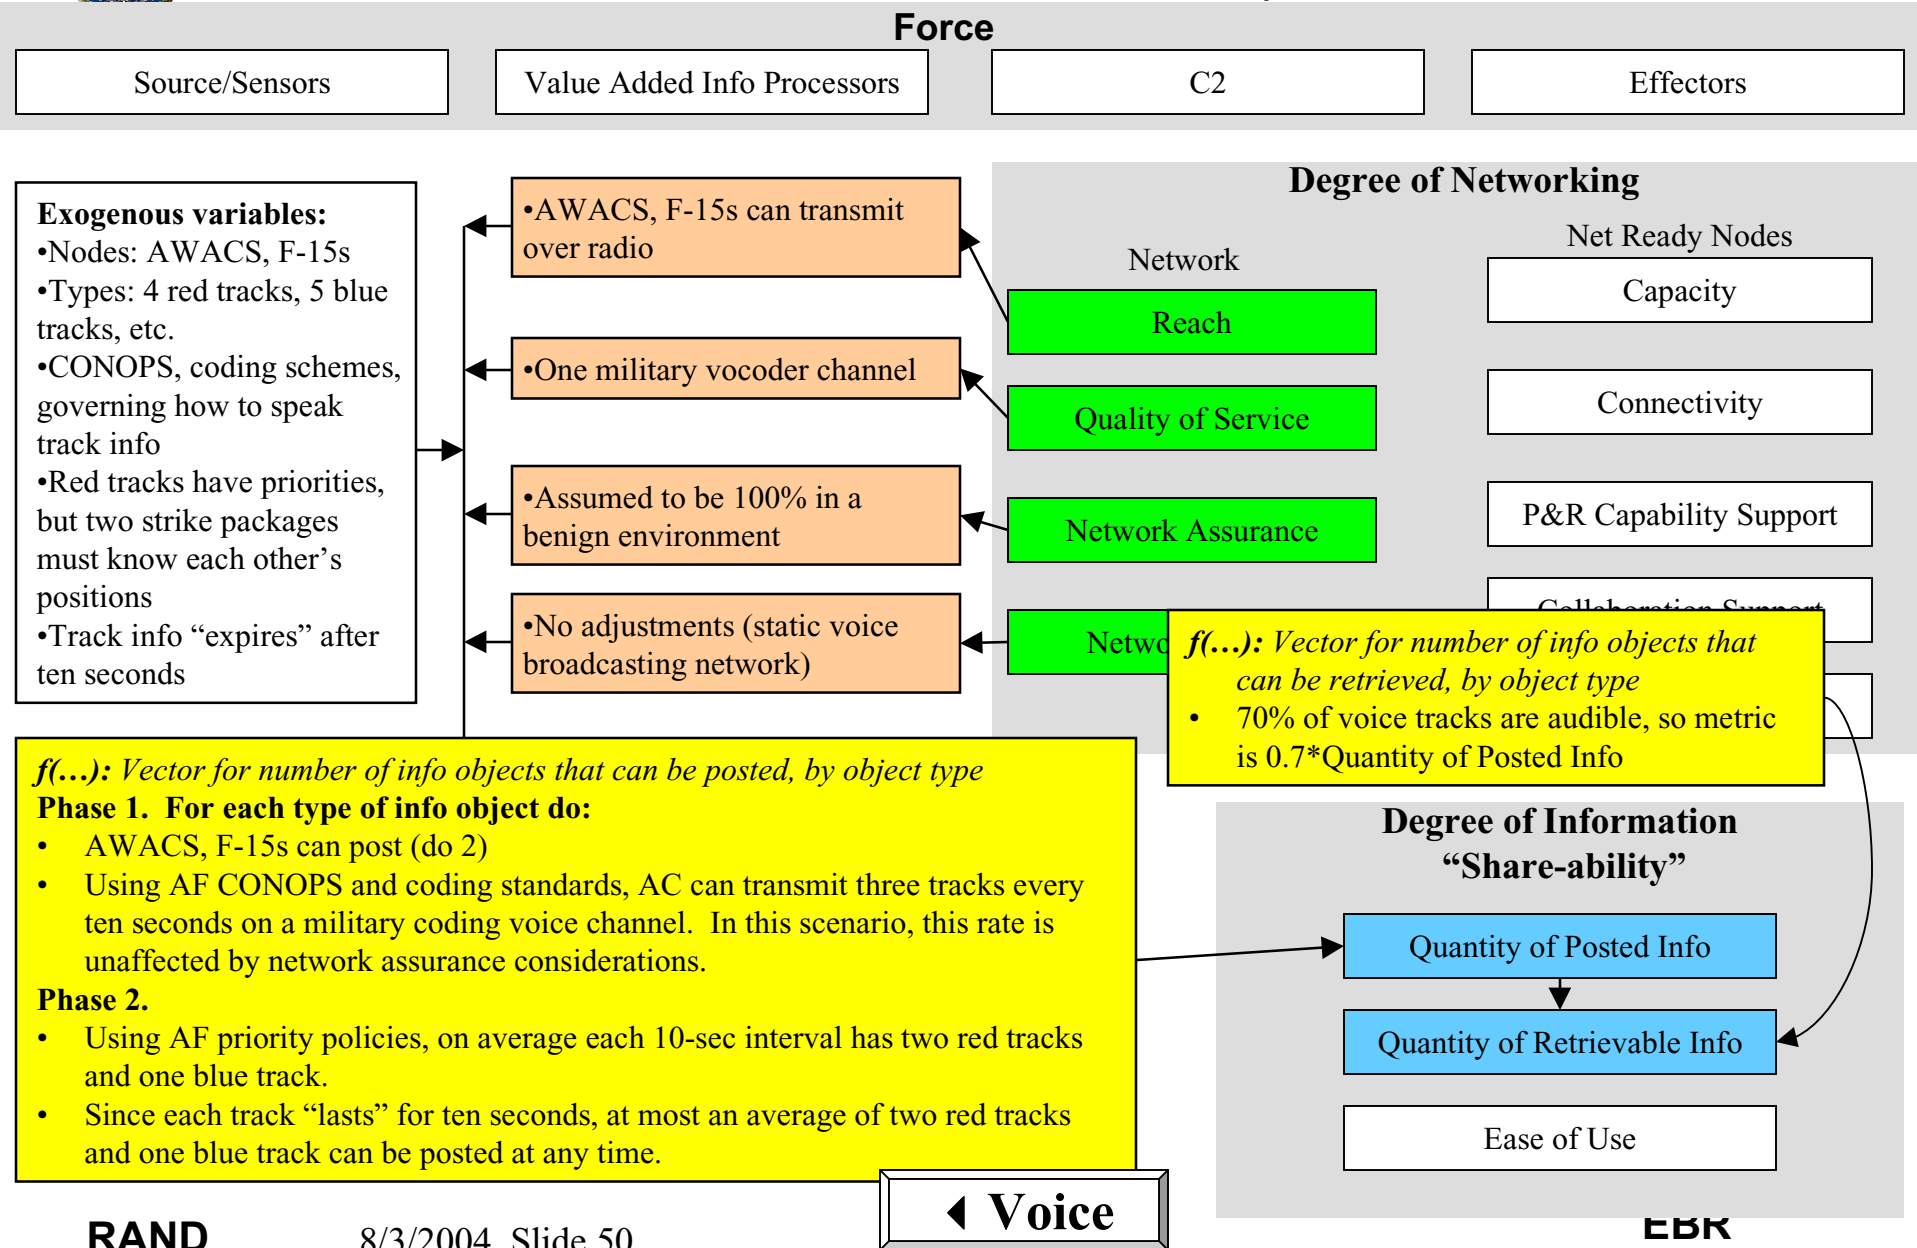 Force
Source/Sensors
Value Added Info Processors
C2
Effectors
Exogenous variables:
•Nodes: AWACS, F-15s
•Types: 4 red tracks, 5 blue
tracks, etc.
•CONOPS, coding schemes,
governing how to speak
track info
•Red tracks have priorities,
but two strike packages
must know each other’s
positions
•Track info “expires” after
ten seconds
•AWACS, F-15s can transmit
over radio
•One military vocoder channel
•Assumed to be 100% in a
benign environment
•No adjustments (static voice
broadcasting network)
Degree of Networking
Network
Reach
Quality of Service
Network Assurance
Net Ready Nodes
Capacity
Connectivity
P&R Capability Support
Collaboration Support
f(…): Vector for number of info objects that
can be retrieved, by object type
• 70% of voice tracks are audible, so metric
is 0.7*Quantity of Posted Info
f(…): Vector for number of info objects that can be posted, by object type
Phase 1. For each type of info object do:
• AWACS, F-15s can post (do 2)
• Using AF CONOPS and coding standards, AC can transmit three tracks every
ten seconds on a military coding voice channel. In this scenario, this rate is
unaffected by network assurance considerations.
Phase 2.
• Using AF priority policies, on average each 10-sec interval has two red tracks
and one blue track.
• Since each track “lasts” for ten seconds, at most an average of two red tracks
and one blue track can be posted at any time.
Degree of Information
“Share-ability”
Quantity of Posted Info
Quantity of Retrievable Info
Ease of Use
Voice
RAND
8/3/2004 Slide 50
EBR